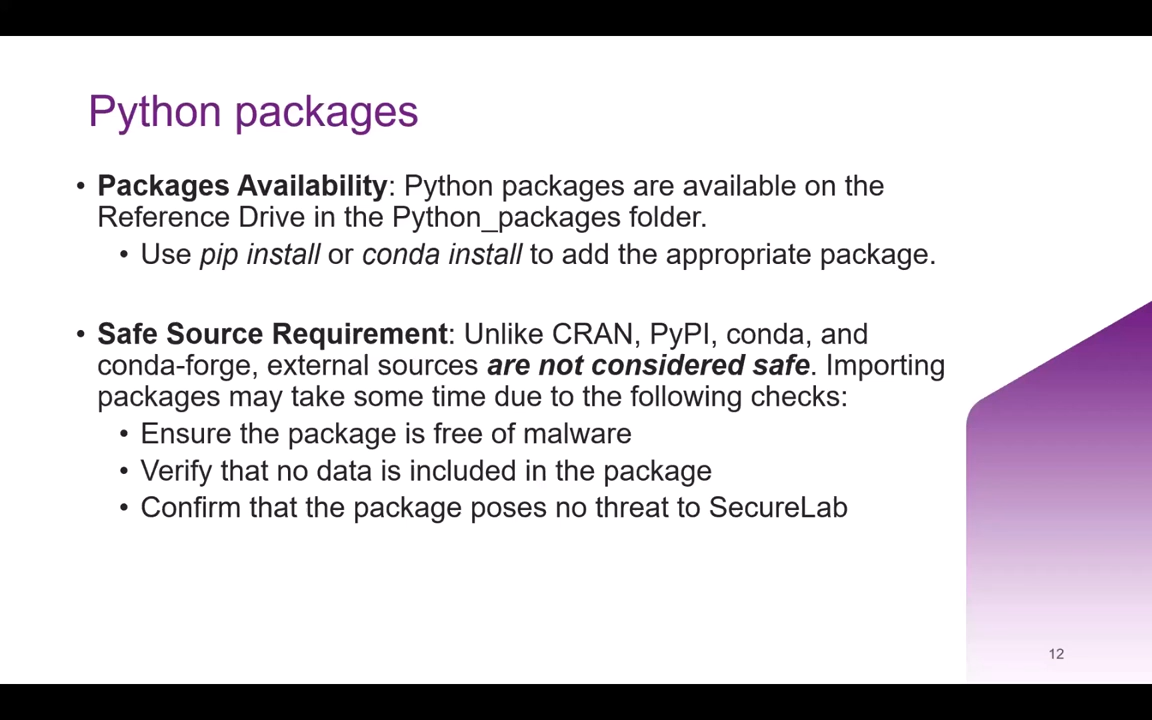 Python packages
• Packages Availability: Python packages are available on the
Reference Drive in the Python_packages folder.
• Use pip install or conda install to add the appropriate package.
• Safe Source Requirement: Unlike CRAN, PyPI, conda, and
conda-forge, external sources are not considered safe. Importing
packages may take some time due to the following checks:
• Ensure the package is free of malware
• Verify that no data is included in the package
• Confirm that the package poses no threat to SecureLab
12